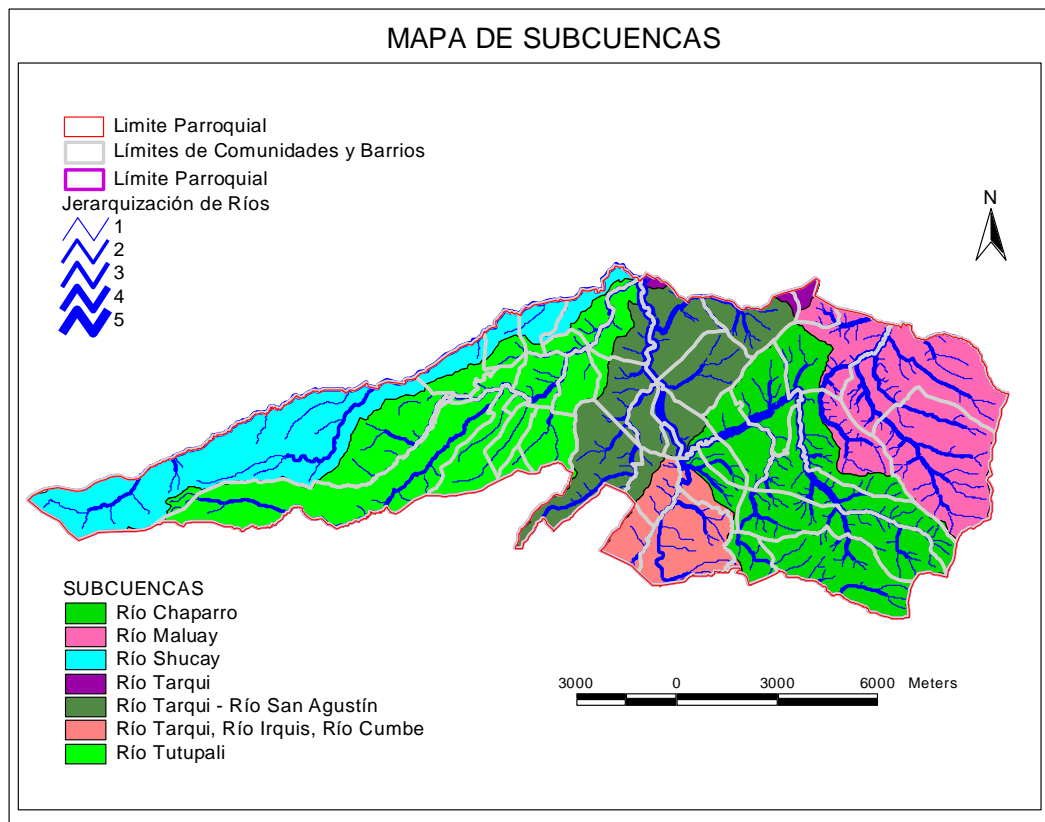 MAPA DE SUBCUENCAS
Limite Parroquial
Límites de Comunidades y Barrios
Límite Parroquial
Jerarquización de Ríos
1
2
3
4
5
N
SUBCUENCAS
Río Chaparro
Río Maluay
Río Shucay
Río Tarqui
Río Tarqui - Río San Agustín
Río Tarqui, Río Irquis, Río Cumbe
Río Tutupali
3000 0 3000 6000 Meters